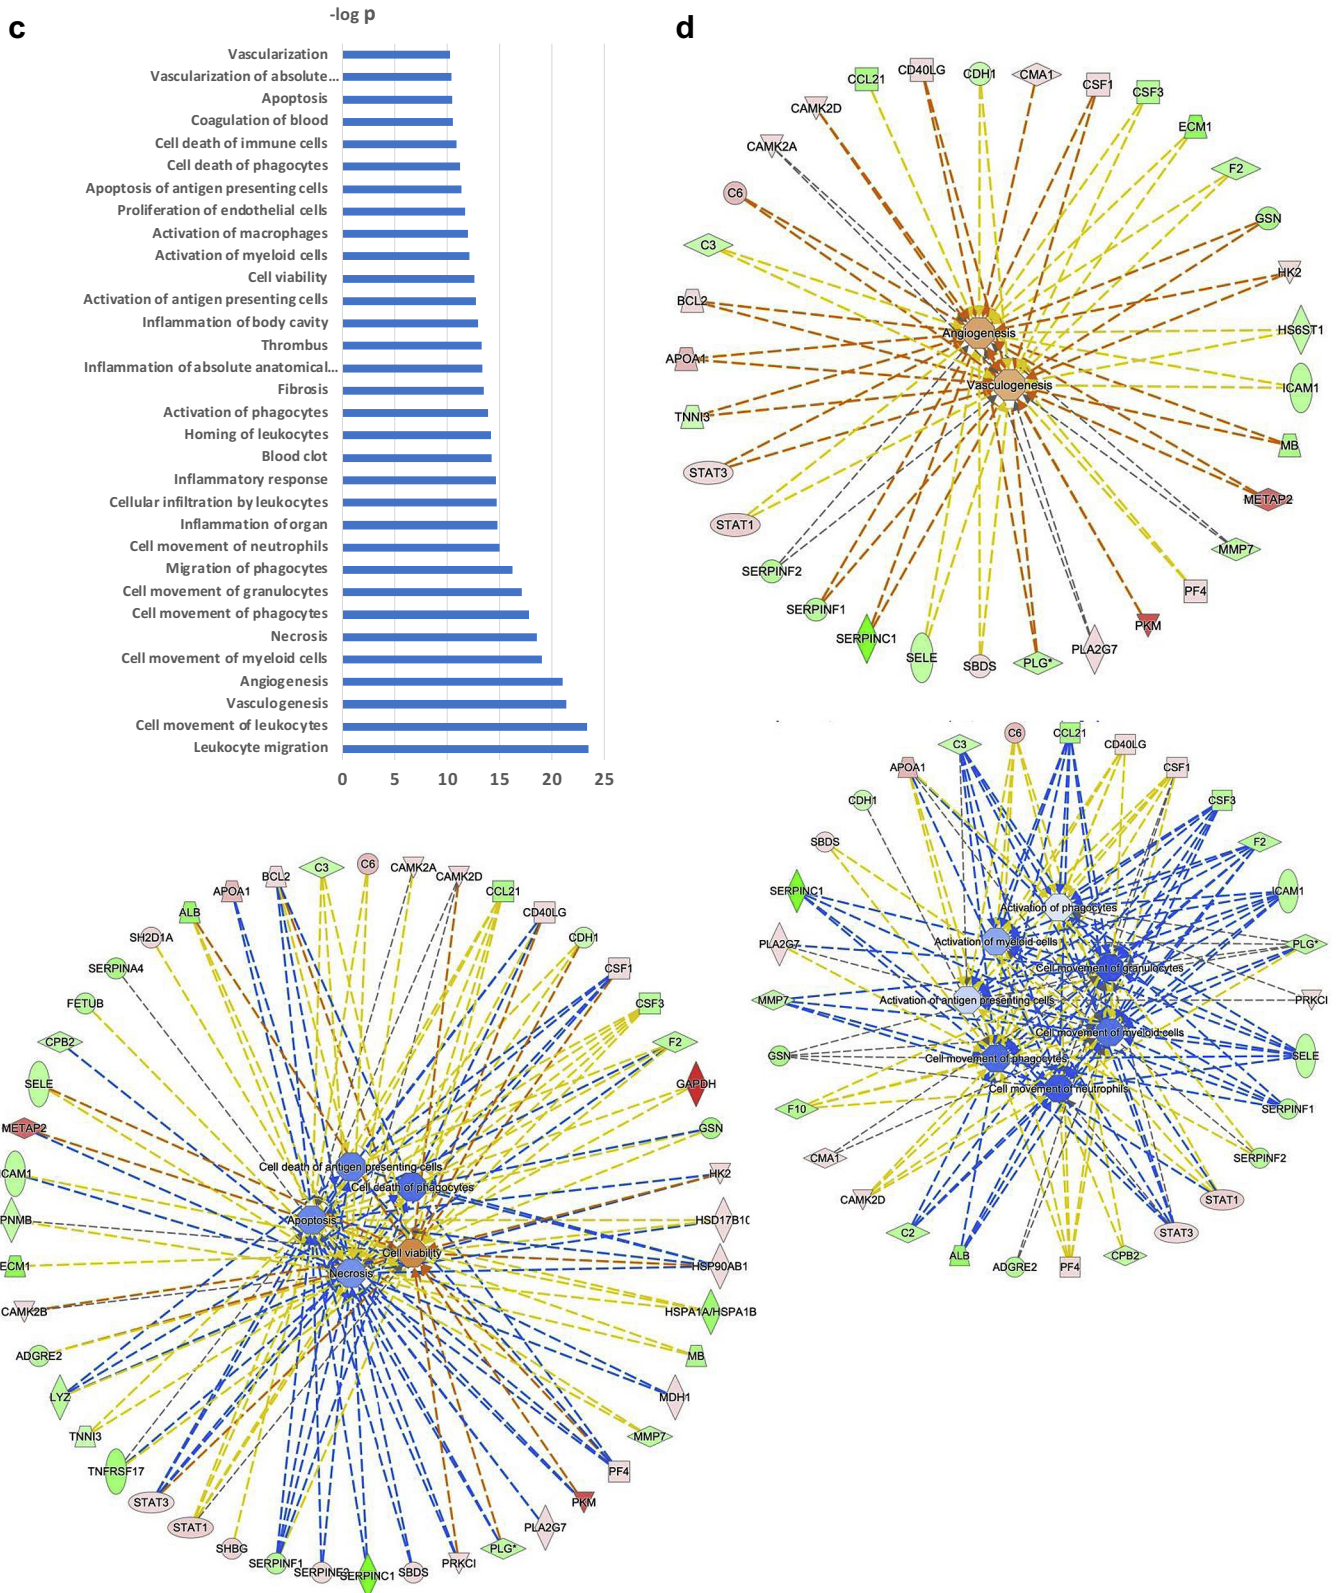 c
-log p
Vascularization
Vascularization of absolute...
Apoptosis
Coagulation of blood
Cell death of immune cells
Cell death of phagocytes
Apoptosis of antigen presenting cells
Proliferation of endothelial cells
Activation of macrophages
Activation of myeloid cells
Cell viability
Activation of antigen presenting cells
Inflammation of body cavity
Thrombus
Inflammation of absolute anatomical...
Fibrosis
Activation of phagocytes
Homing of leukocytes
Blood clot
Inflammatory response
Cellular infiltration by leukocytes
Inflammation of organ
Cell movement of neutrophils
Migration of phagocytes
Cell movement of granulocytes
Cell movement of phagocytes
Necrosis
Cell movement of myeloid cells
Angiogenesis
Vasculogenesis
Cell movement of leukocytes
Leukocyte migration
0 5 10 15 20 25
d
CCL21
CD40LG
CDH1
CMA1
CSF1
CSF3
ECM1
F2
GSN
HK2
HS6ST1
ICAM1
MB
METAP2
MMP7
PF4
PKM
PLA2G7
PLG*
SBDS
SELE
SERPINC1
SERPINF1
SERPINF2
STAT1
STAT3
TNNI3
APOA1
BCL2
C3
C6
CAMK2A
CAMK2D
Angiogenesis
Vasculogenesis
BCL2
C3
C6
CAMK2A
CAMK2D
CCL21
CD40LG
CDH1
CSF1
CSF3
F2
GAPDH
GSN
HK2
HSD17B10
HSP90AB1
HSPA1A/HSPA1B
MB
MDH1
MMP7
PF4
PKM
PLA2G7
PLG*
PRKCI
SBDS
SERPINC1
SERPINE2
SERPINF1
SHBG
STAT1
STAT3
TNFRSF17
TNNI3
LYZ
ADGRE2
CAMK2B
ECM1
PNMB
CAM1
METAP2
SELE
CPB2
FETUB
SERPINA4
SH2D1A
ALB
APOA1
Cell death of antigen presenting cells
Cell death of phagocytes
Apoptosis
Cell viability
Necrosis
C3
C6
CCL21
CD40LG
CSF1
CSF3
F2
ICAM1
PLG*
PRKCI
SELE
SERPINF1
SERPINF2
STAT1
STAT3
CPB2
PF4
ADGRE2
ALB
C2
CAMK2D
CMA1
F10
GSN
MMP7
PLA2G7
SERPINC1
SBDS
CDH1
APOA1
Activation of phagocytes
Activation of myeloid cells
Cell movement of granulocytes
Activation of antigen presenting cells
Cell movement of myeloid cells
Cell movement of phagocytes
Cell movement of neutrophils